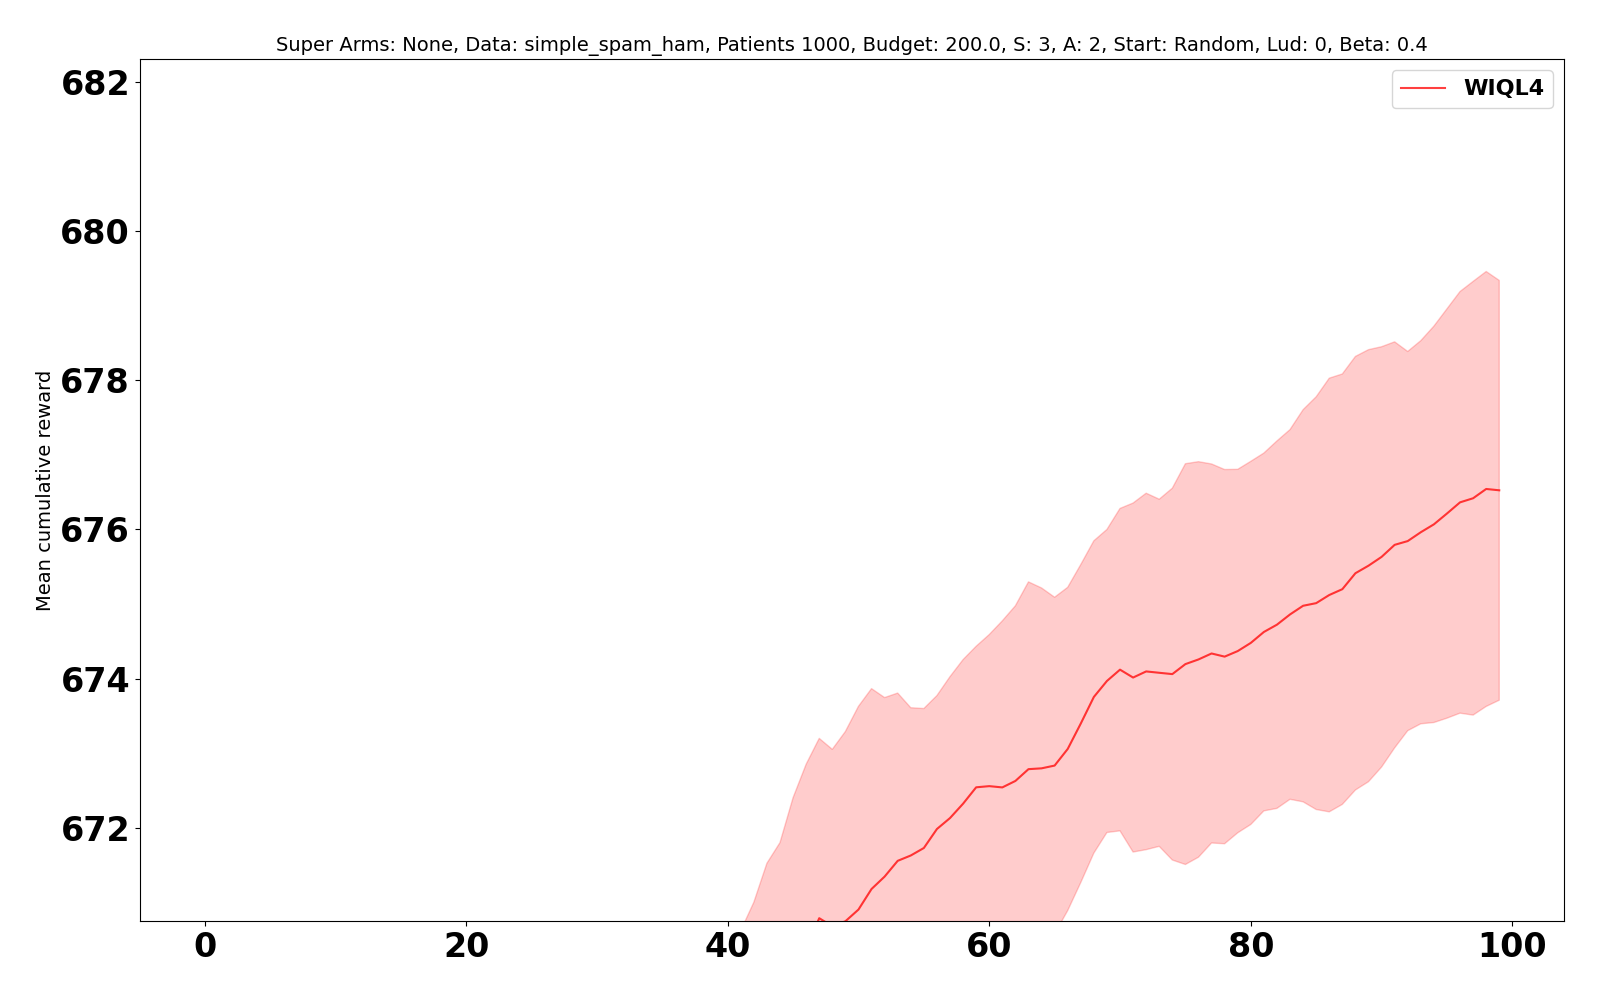 Super Arms: None, Data: simple_spam_ham, Patients 1000, Budget: 200.0, S: 3, A: 2, Start: Random, Lud: 0, Beta: 0.4
WIQL4
682
680
678
676
674
672
Mean cumulative reward
0 20 40 60 80 100